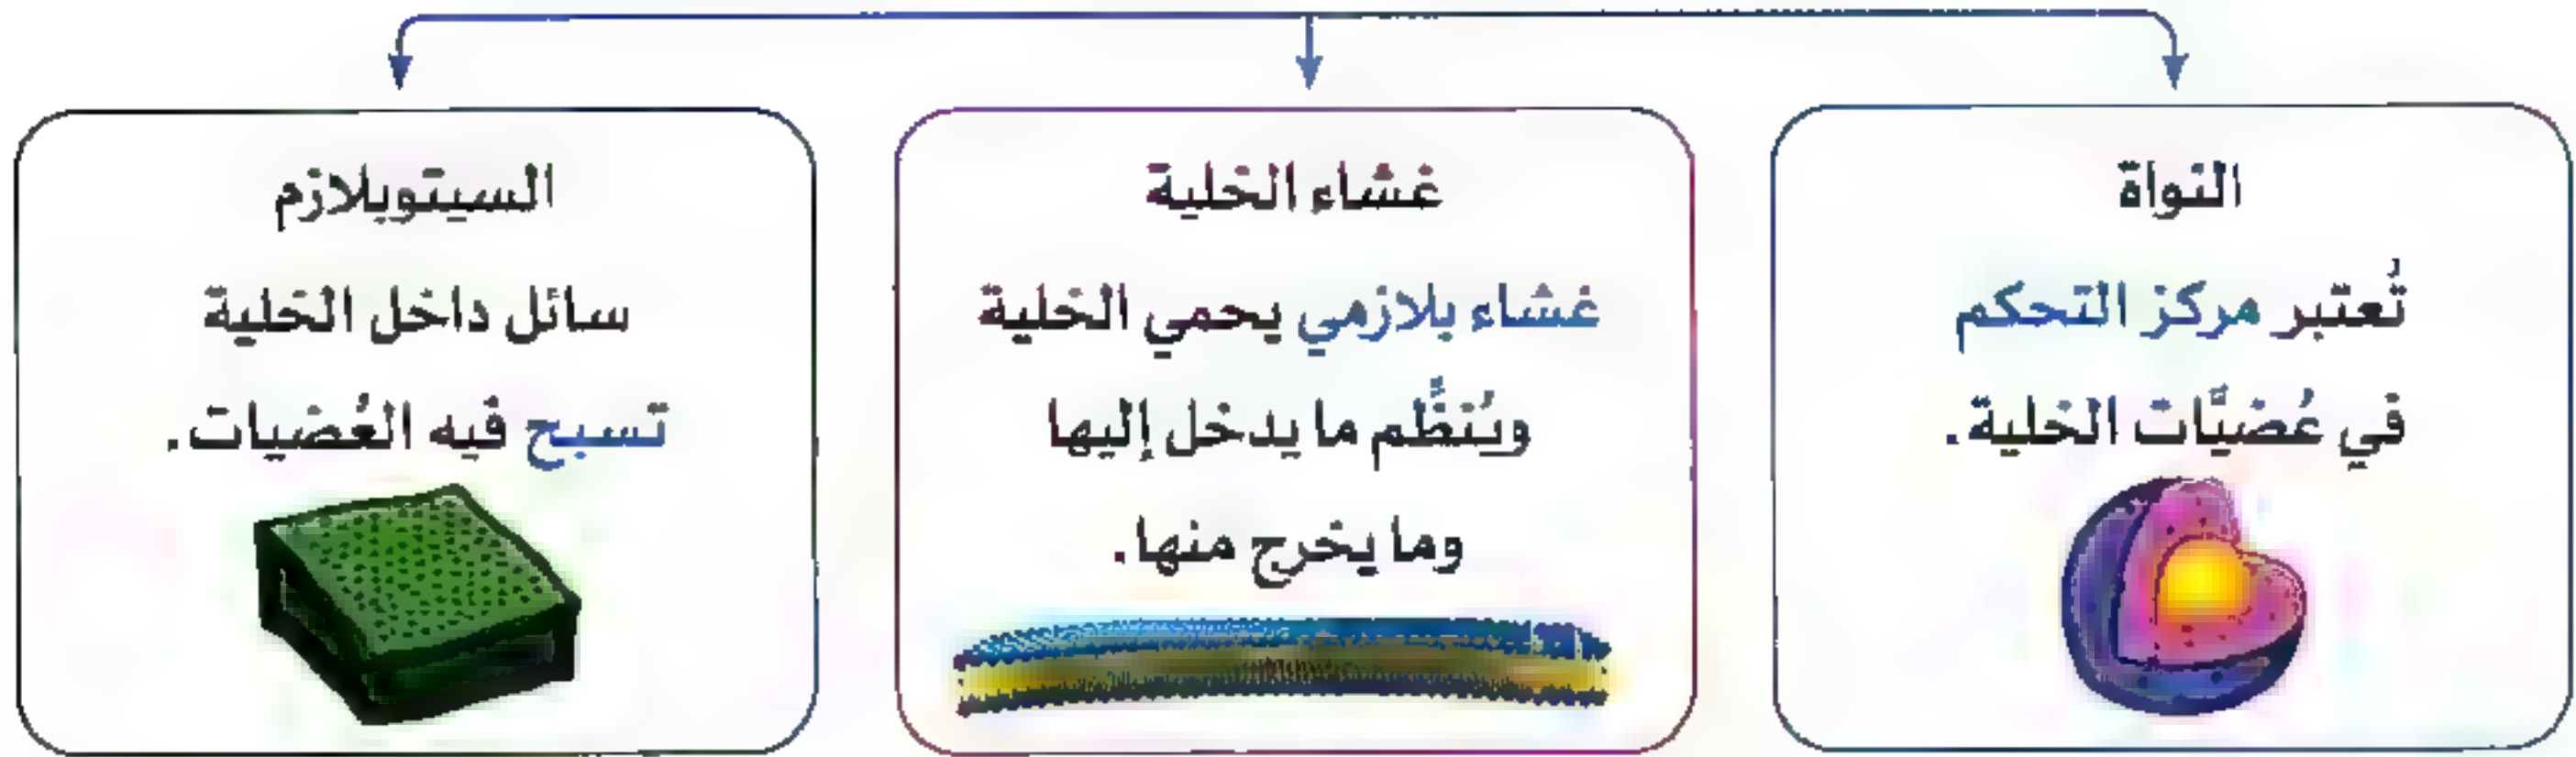 النواة
تُعتبر مركز التحكم
في عُضيَّات الخلية.
غشاء الخلية
غشاء بلازمي يحمي الخلية
ويُنظَّم ما يدخل إليها
وما يخرج منها.
السيتوبلازم
سائل داخل الخلية
تسبح فيه العُضيات.